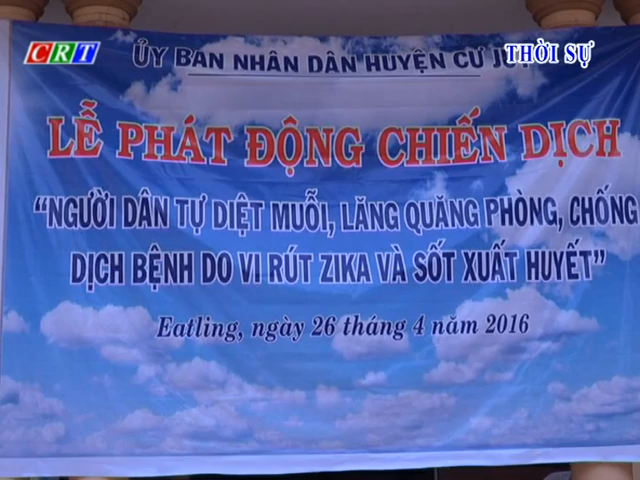 CRT
THỜI SỰ
ỦY BAN NHÂN DÂN HUYỆN CƯ
LỄ PHÁT ĐỘNG CHIẾN DỊCH
“NGƯỜI DÂN TỰ DIỆT MUỖI, LĂNG QUĂNG PHÒNG, CHỐNG
DỊCH BỆNH DO VI RÚT ZIKA VÀ SỐT XUẤT HUYẾT”
Eatling, ngày 26 tháng 4 năm 2016